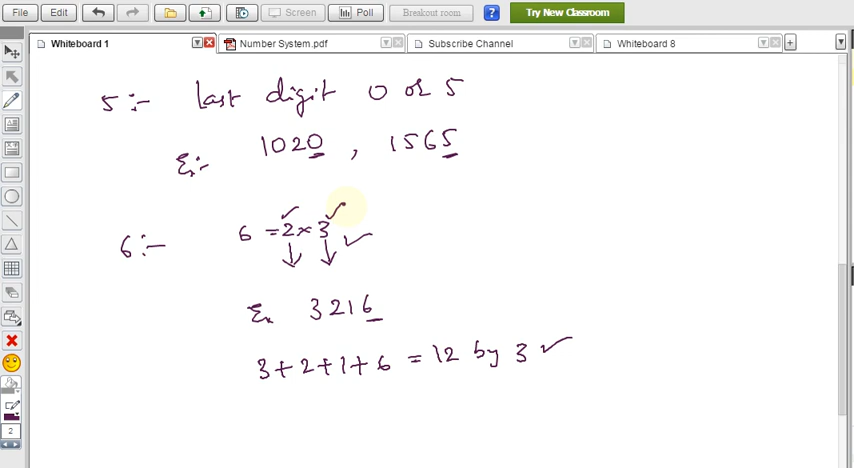 File Edit Screen Poll Breakout room ? Try New Classroom
Whiteboard 1 Number System.pdf Subscribe Channel Whiteboard 8
5 :- Last digit 0 or 5
Ex:- 1020 , 1565
6 :- 6 = 2 × 3
Ex 3216
3+2+1+6 = 12 by 3 ✓
2